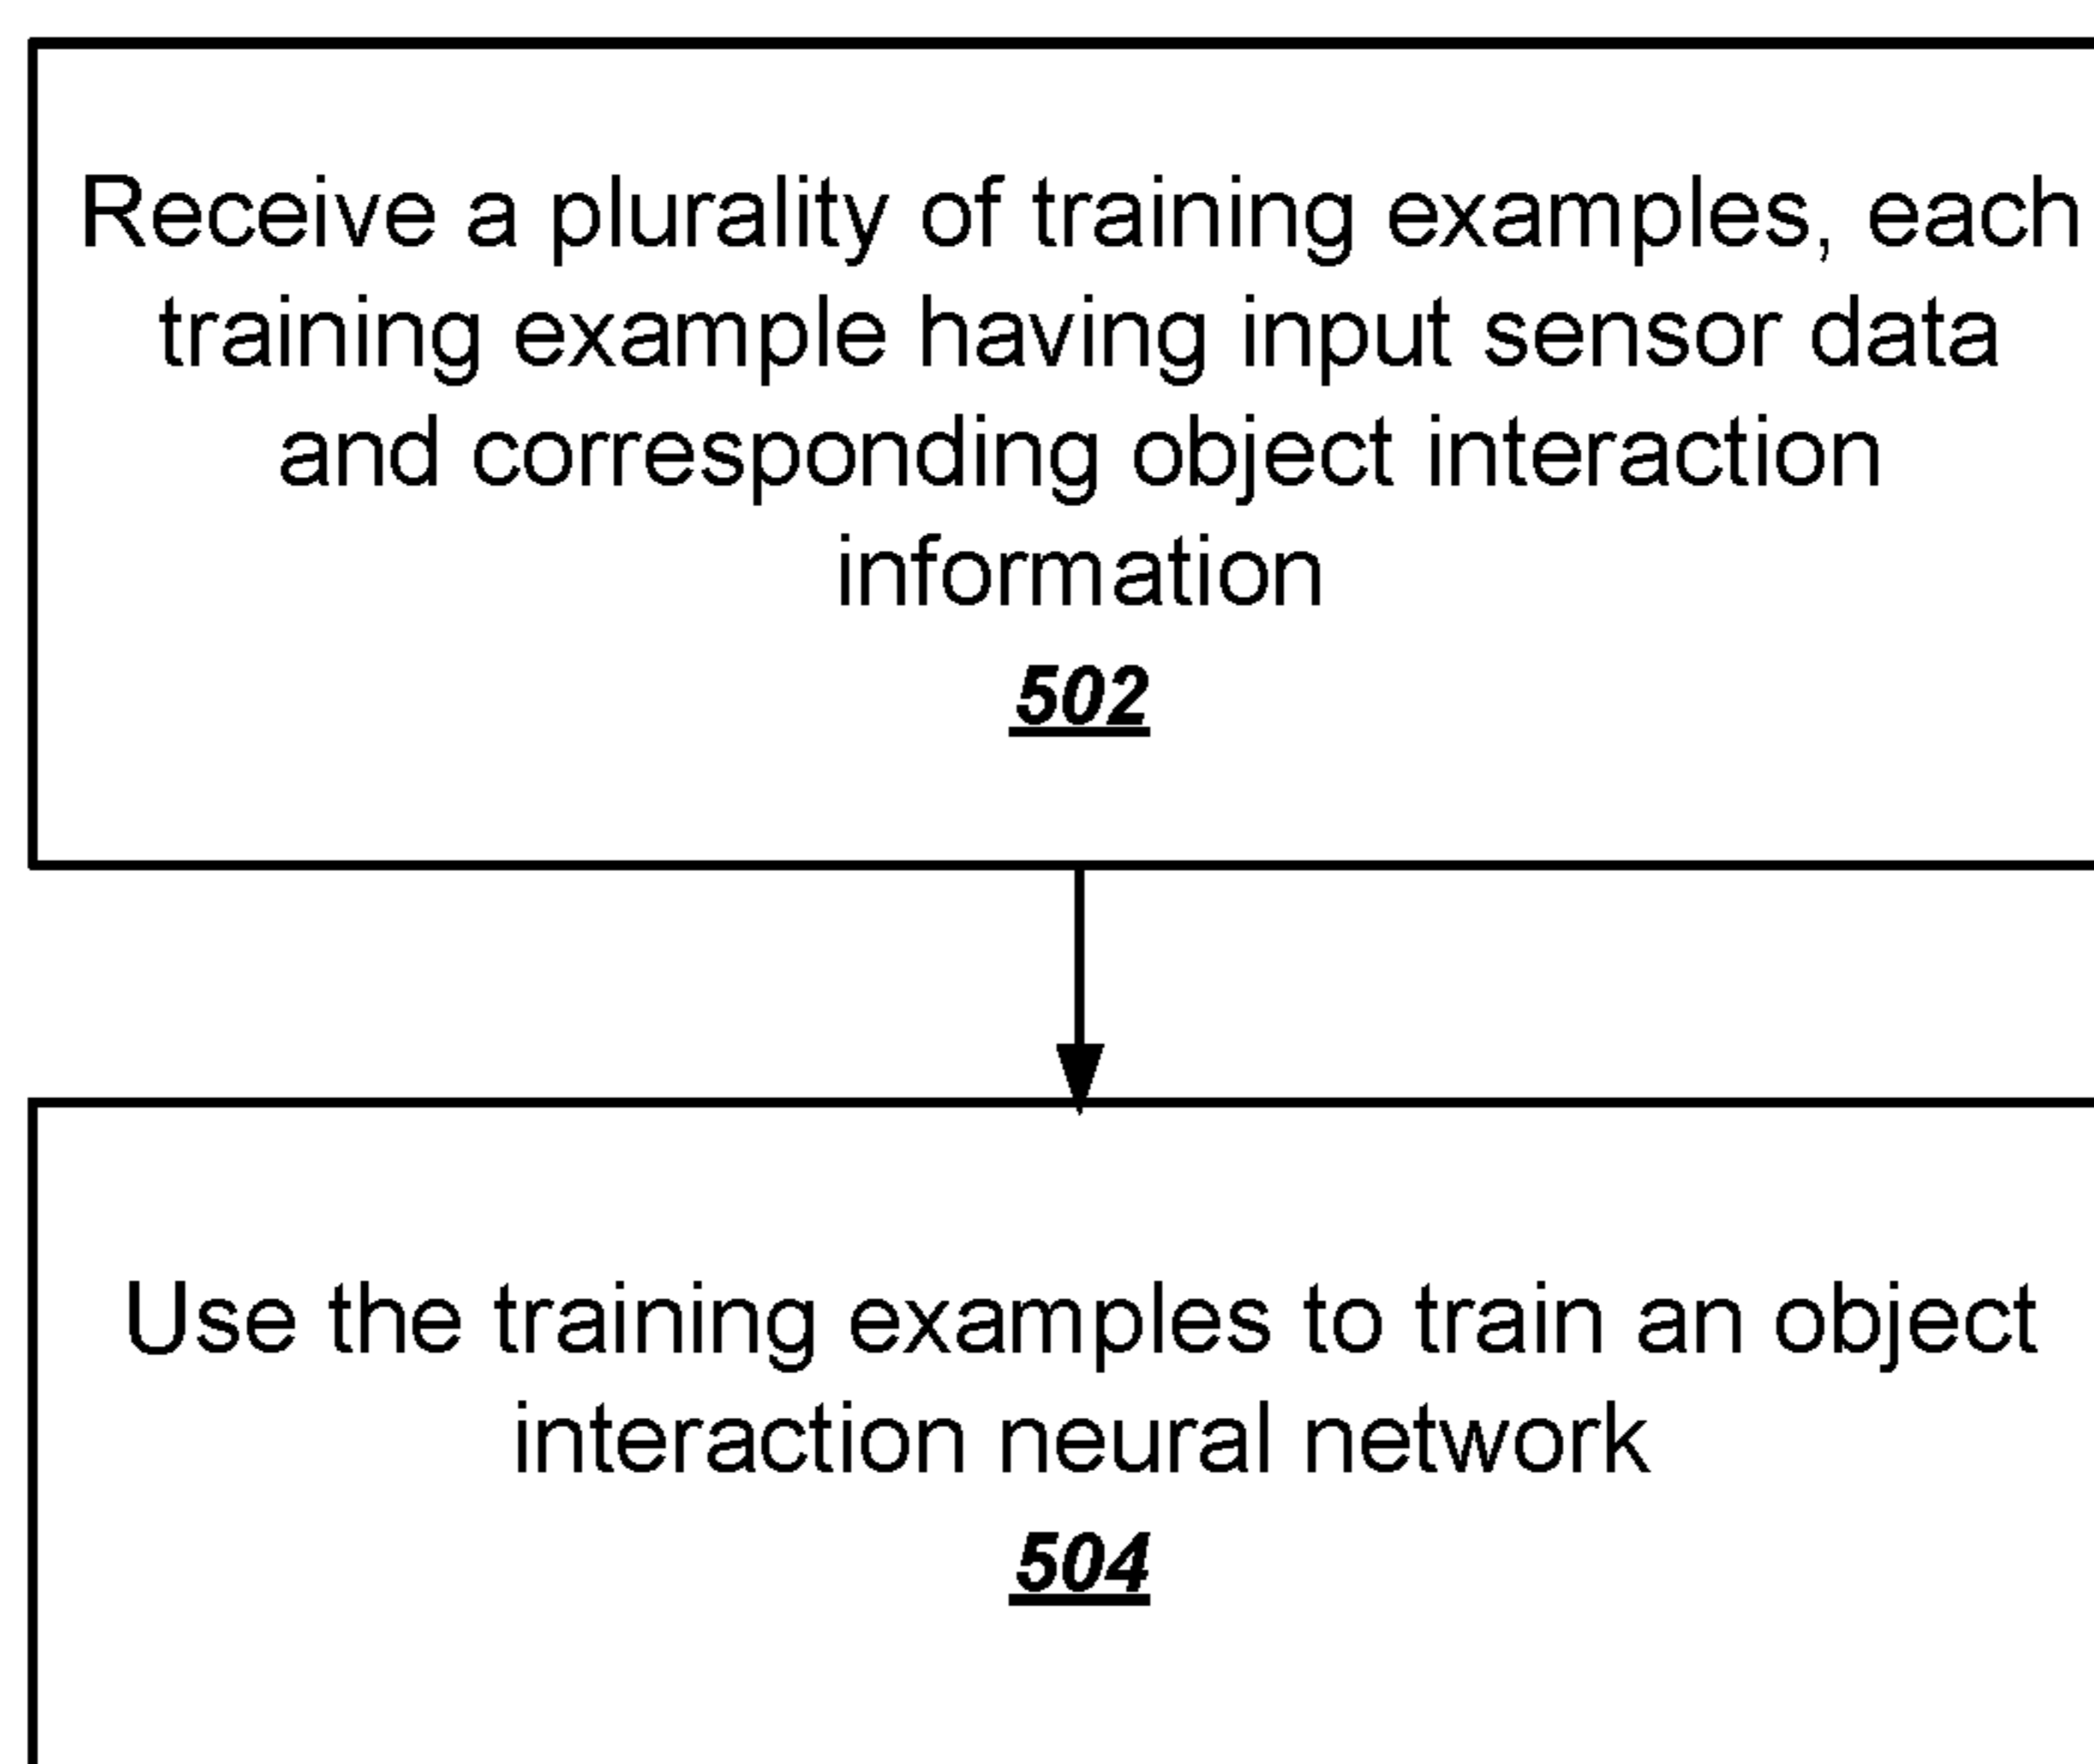 Receive a plurality of training examples, each
training example having input sensor data
and corresponding object interaction
information
502
Use the training examples to train an object
interaction neural network
504